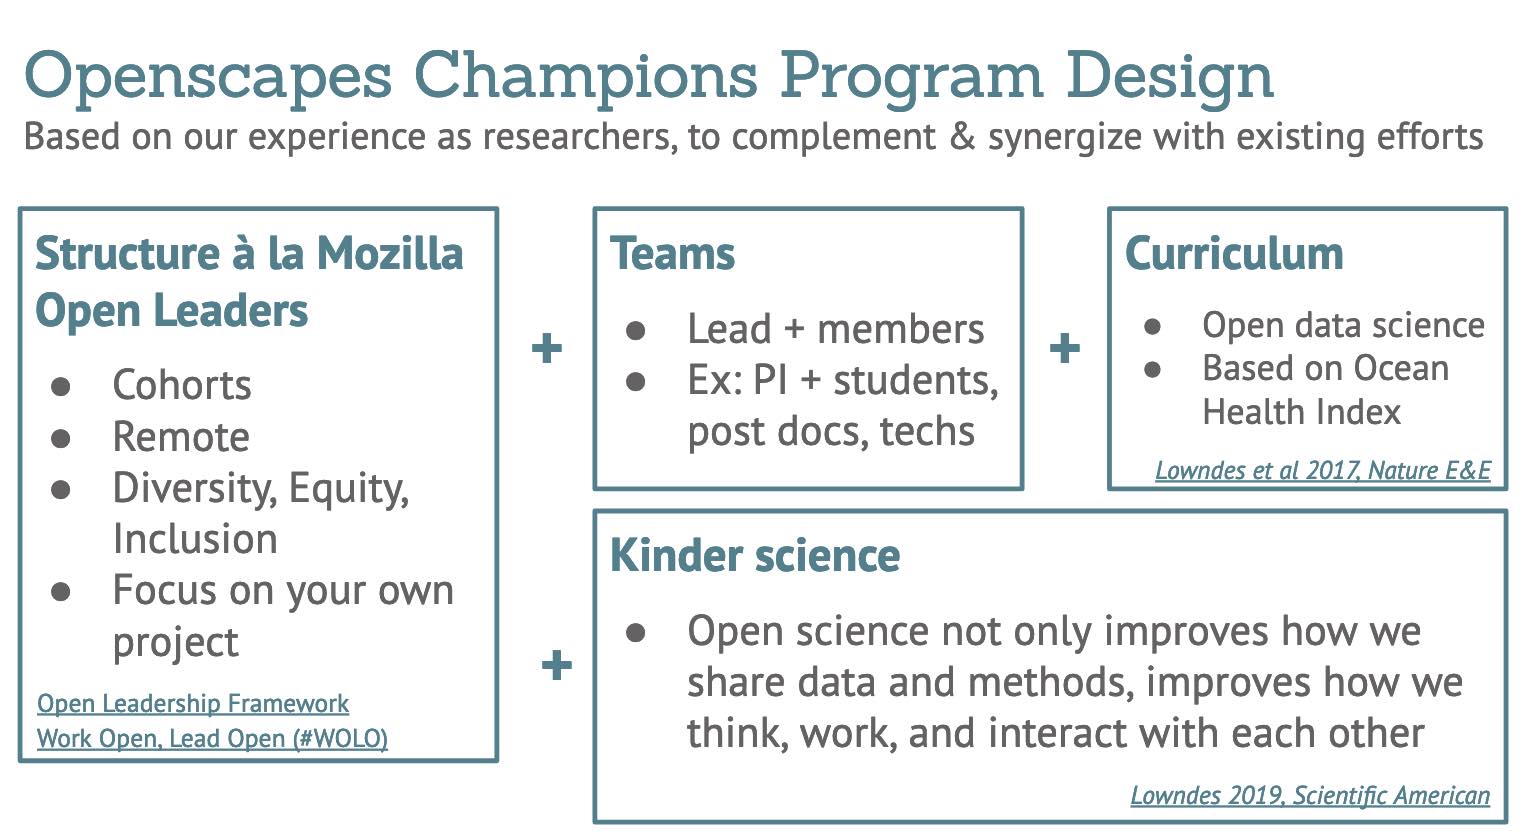 Openscapes Champions Program Design
Based on our experience as researchers, to complement & synergize with existing efforts
Structure à la Mozilla
Open Leaders
● Cohorts
● Remote
● Diversity, Equity,
Inclusion
● Focus on your own
project
Open Leadership Framework
Work Open, Lead Open (#WOLO)
+
Teams
● Lead + members
● Ex: PI + students,
post docs, techs
+
Curriculum
● Open data science
● Based on Ocean
Health Index
Lowndes et al 2017, Nature E&E
+
Kinder science
● Open science not only improves how we
share data and methods, improves how we
think, work, and interact with each other
Lowndes 2019, Scientific American